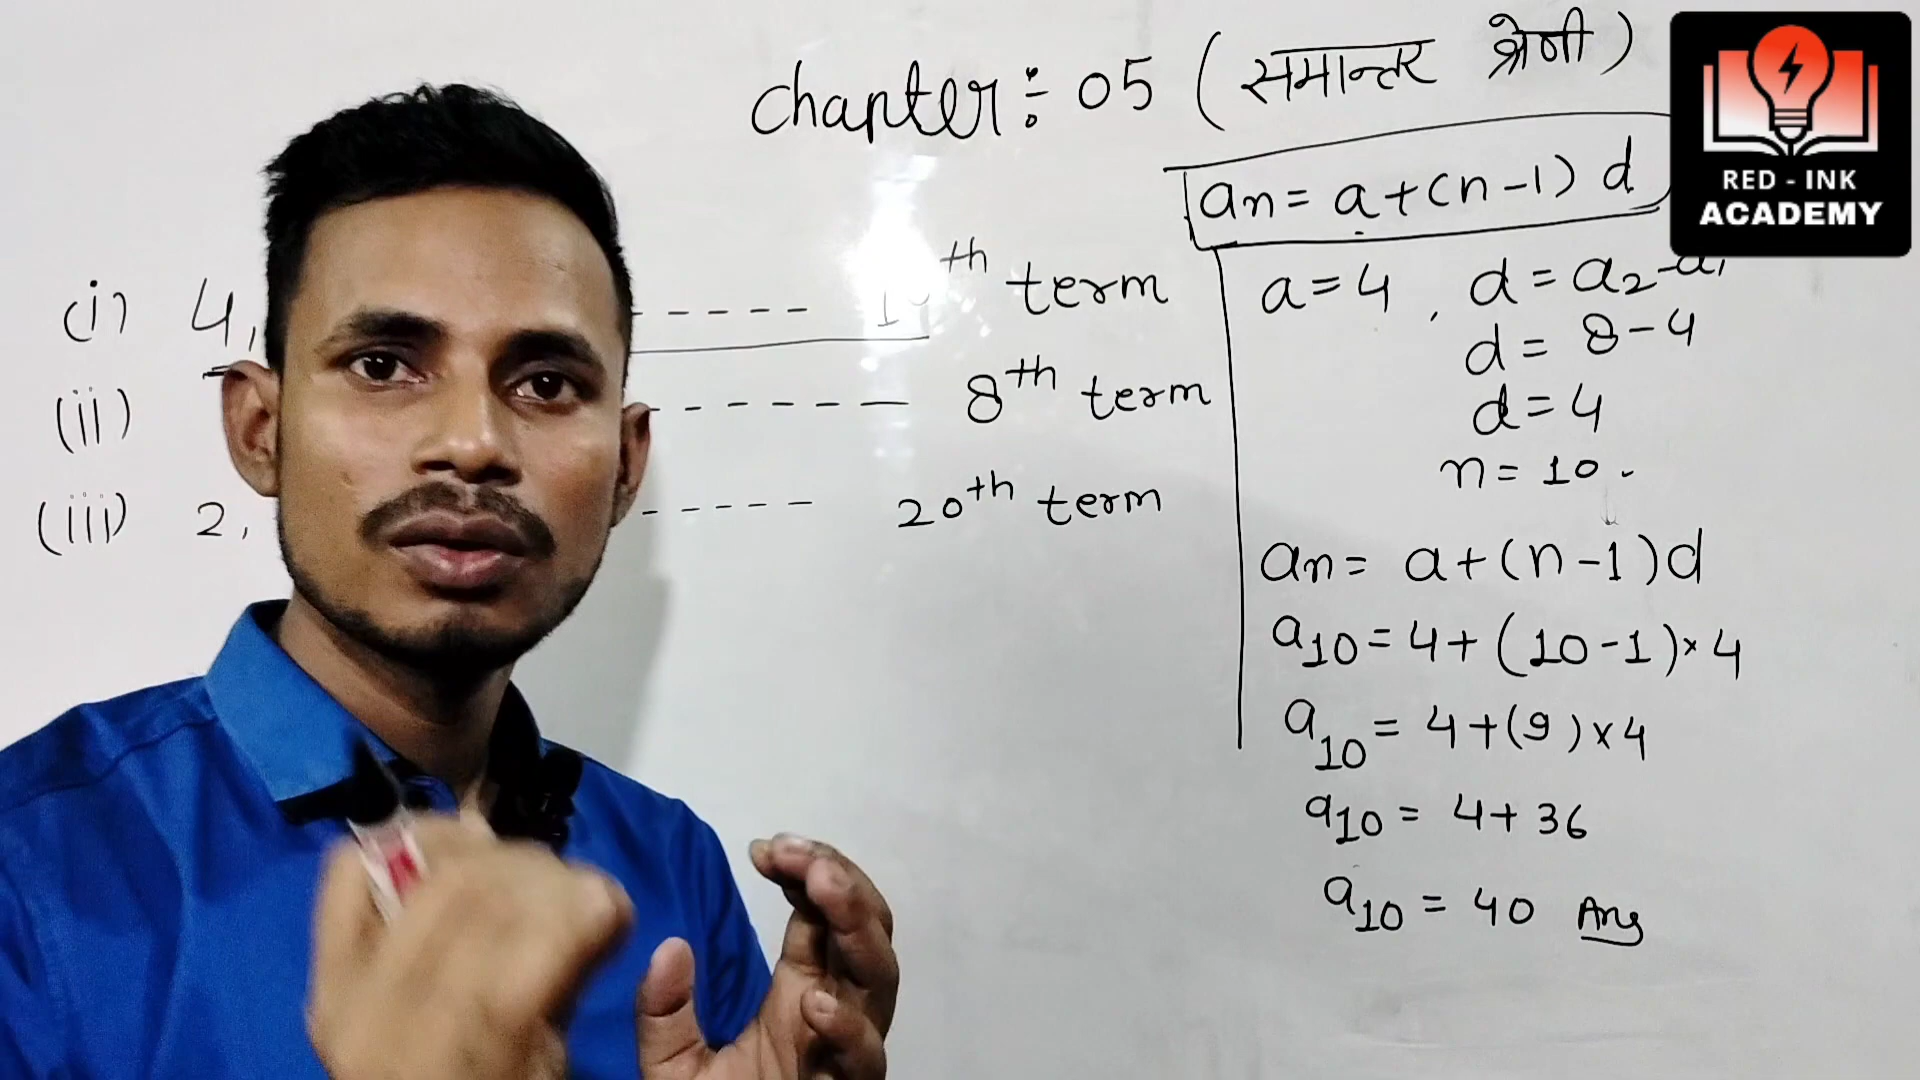 Chapter :- 05 (समान्तर श्रेणी)
an = a + (n-1) d
RED - INK
ACADEMY
(i) 4, ----- th term
(ii) ------- 8th term
(iii) 2, ------ 20th term
a = 4, d = a2 - a1
d = 8 - 4
d = 4
n = 10
an = a + (n-1)d
a10 = 4 + (10-1) × 4
a10 = 4 + (9) × 4
a10 = 4 + 36
a10 = 40 Ans